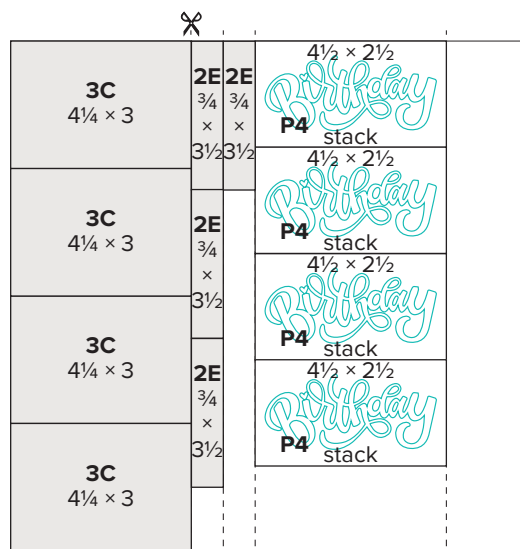 3C
4¼ × 3
2E
¾
×
3½
2E
¾
×
3½
4½ × 2½
Birthday
P4
stack
3C
4¼ × 3
2E
¾
×
3½
4½ × 2½
Birthday
P4
stack
3C
4¼ × 3
2E
¾
×
3½
4½ × 2½
Birthday
P4
stack
3C
4¼ × 3
4½ × 2½
Birthday
P4
stack